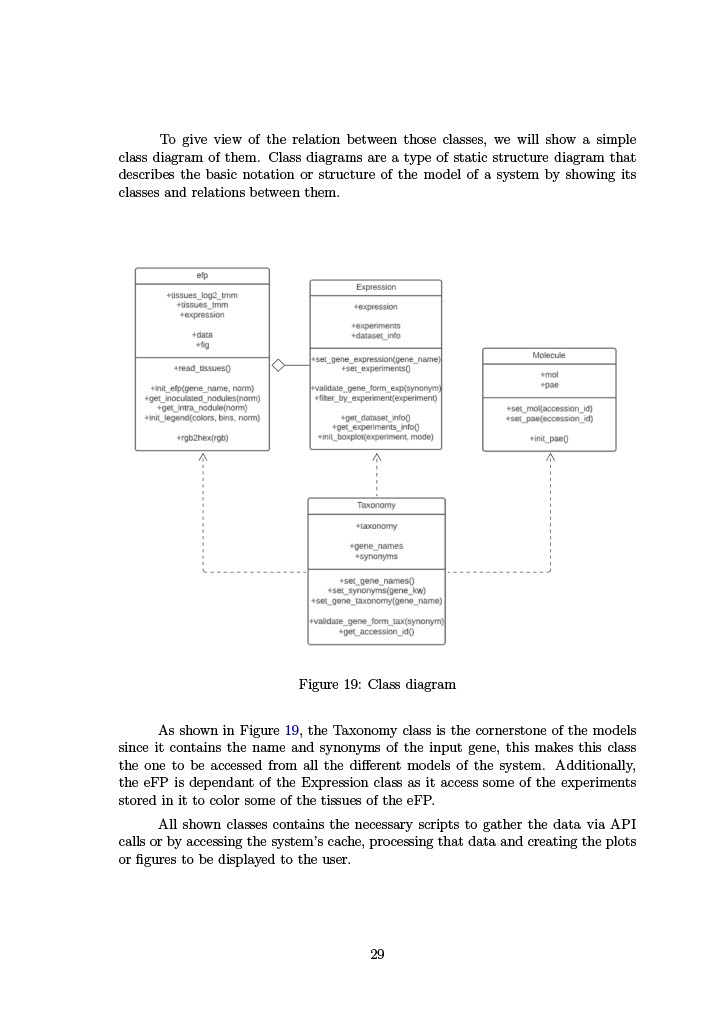 To give view of the relation between those classes, we will show a simple
class diagram of them. Class diagrams are a type of static structure diagram that
describes the basic notation or structure of the model of a system by showing its
classes and relations between them.
efp
+tissues_log2_tmm
+tissues_tmm
+expression
+data
+fig
+read_tissues()
+init_efp(gene_name, norm)
+get_inoculated_nodules(norm)
+get_intra_nodule(norm)
+init_legend(colors, bins, norm)
+rgb2hex(rgb)
Expression
+expression
+experiments
+dataset_info
+set_gene_expression(gene_name)
+set_experiments()
+validate_gene_form_exp(synonym)
+filter_by_experiment(experiment)
+get_dataset_info()
+get_experiments_info()
+init_boxplot(experiment, mode)
Molecule
+mol
+pae
+set_mol(accession_id)
+set_pae(eccession_id)
+init_pae()
Taxonomy
+taxonomy
+gene_names
+synonyms
+set_gene_names()
+set_synonyms(gene_kw)
+set_gene_taxonomy(gene_name)
+validate_gene_form_tax(synonym)
+get_accession_id()
Figure 19: Class diagram
As shown in Figure 19, the Taxonomy class is the cornerstone of the models
since it contains the name and synonyms of the input gene, this makes this class
the one to be accessed from all the different models of the system. Additionally,
the eFP is dependant of the Expression class as it access some of the experiments
stored in it to color some of the tissues of the eFP.
All shown classes contains the necessary scripts to gather the data via API
calls or by accessing the system's cache, processing that data and creating the plots
or figures to be displayed to the user.
29